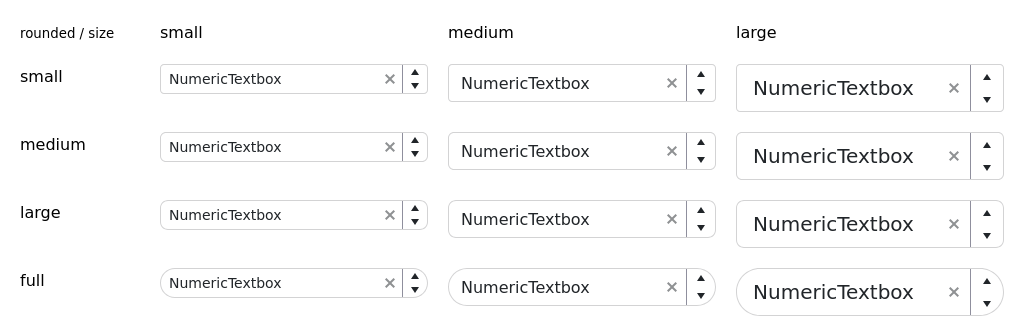 rounded / size small medium large
small NumericTextbox × NumericTextbox × NumericTextbox ×
medium NumericTextbox × NumericTextbox × NumericTextbox ×
large NumericTextbox × NumericTextbox × NumericTextbox ×
full NumericTextbox × NumericTextbox × NumericTextbox ×